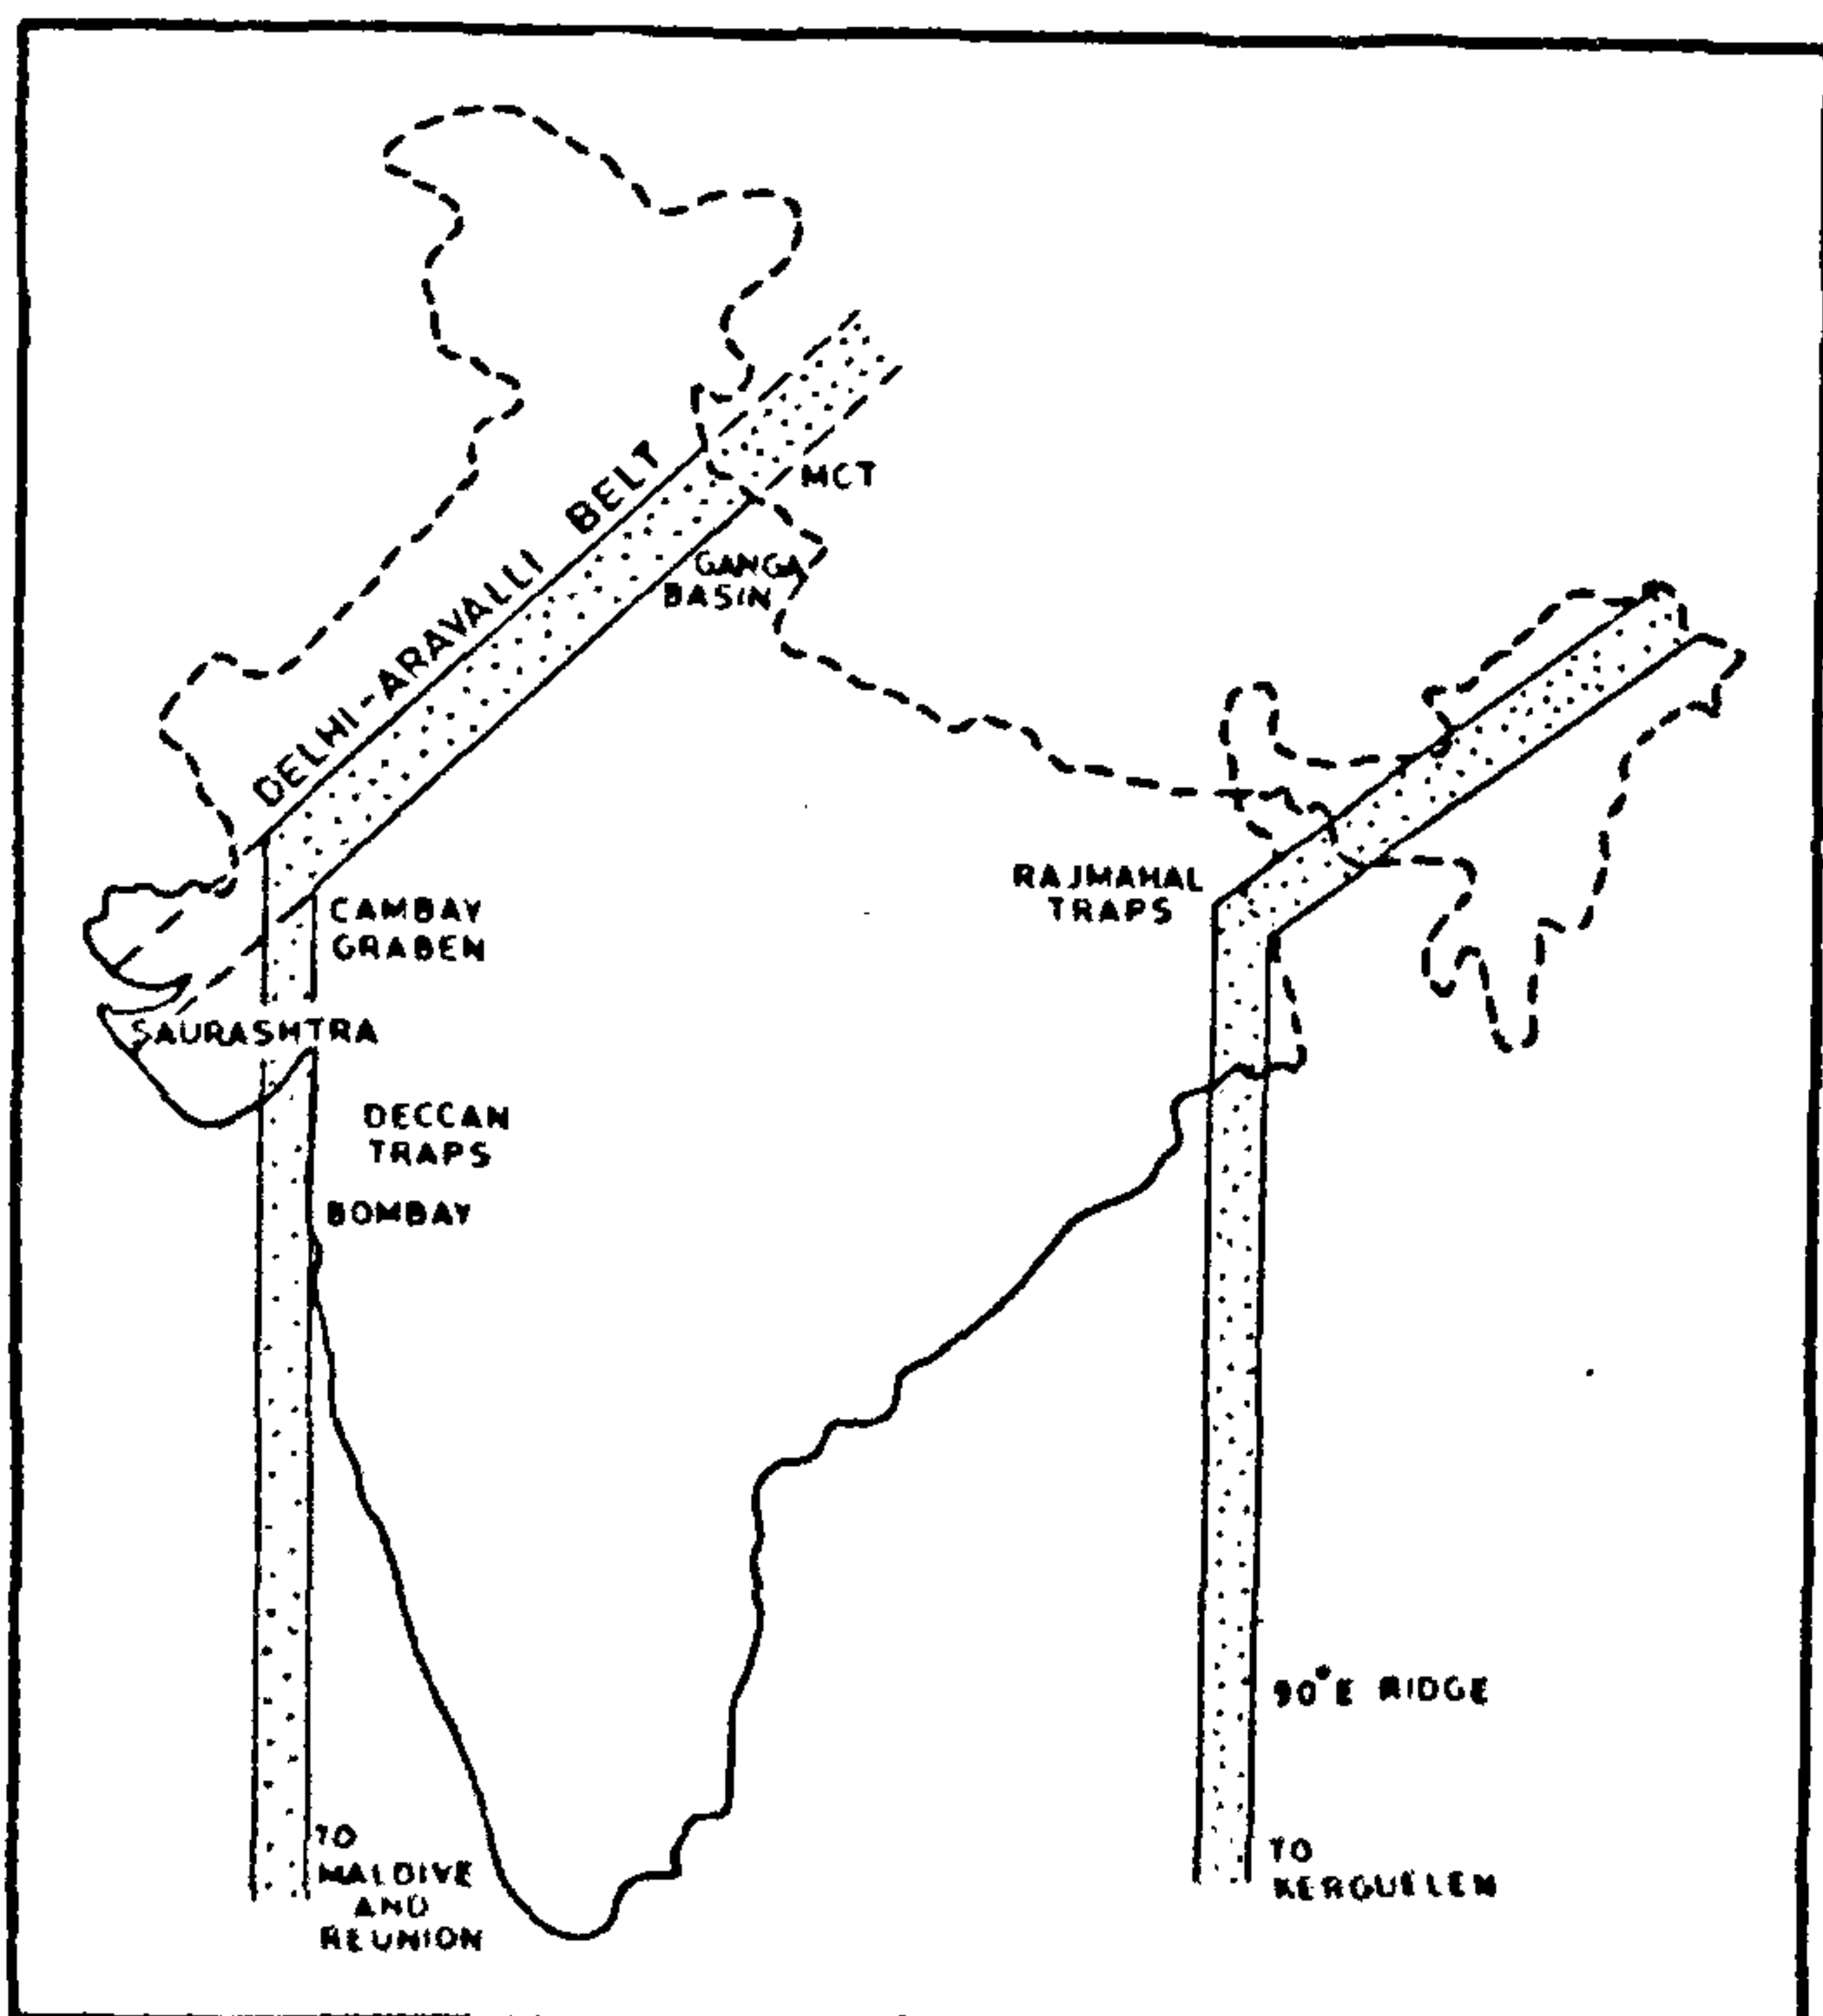 DELHI-ARAVALLI BELT
MCT
GANGA
BASIN
RAJMAHAL
TRAPS
CAMBAY
GRABEN
SAURASHTRA
DECCAN
TRAPS
BOMBAY
90°E RIDGE
TO
MALDIVE
AND
REUNION
TO
KERGUELEN